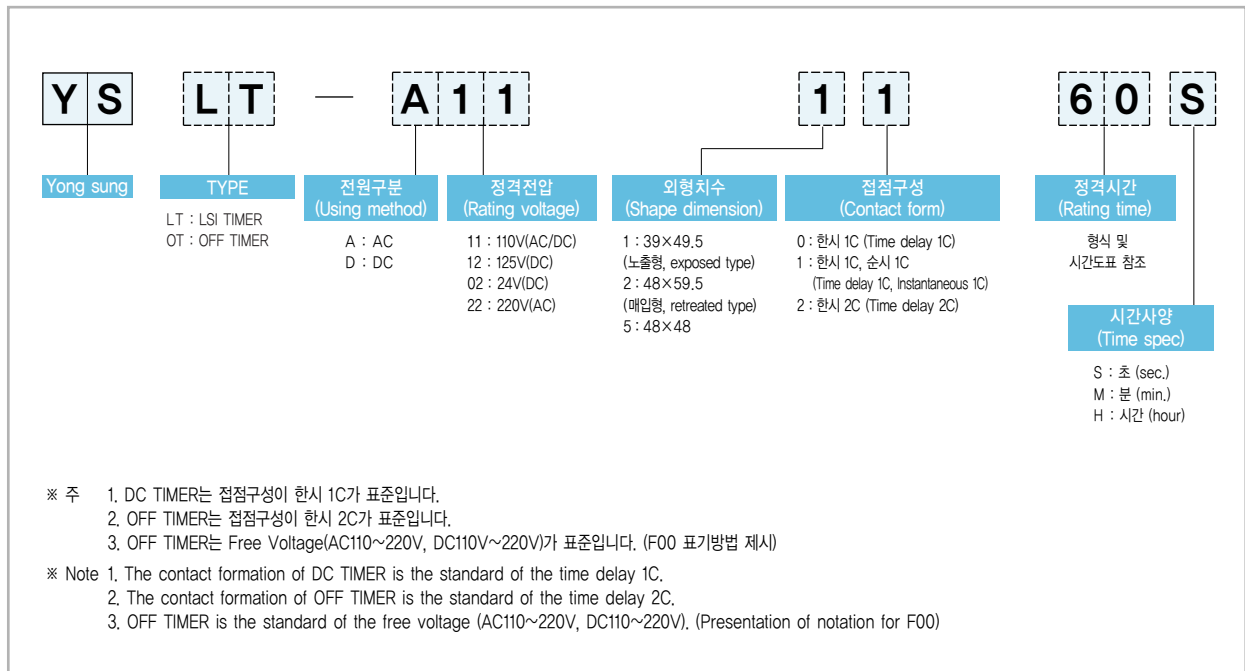 YS LT — A11 11 60 S
Yong sung
TYPE
LT : LSI TIMER
OT : OFF TIMER
전원구분
(Using method)
A : AC
D : DC
정격전압
(Rating voltage)
11 : 110V(AC/DC)
12 : 125V(DC)
02 : 24V(DC)
22 : 220V(AC)
외형치수
(Shape dimension)
1 : 39×49.5
(노출형, exposed type)
2 : 48×59.5
(매입형, retreated type)
5 : 48×48
접점구성
(Contact form)
0 : 한시 1C (Time delay 1C)
1 : 한시 1C, 순시 1C
(Time delay 1C, Instantaneous 1C)
2 : 한시 2C (Time delay 2C)
정격시간
(Rating time)
형식 및
시간도표 참조
시간사양
(Time spec)
S : 초 (sec.)
M : 분 (min.)
H : 시간 (hour)
※ 주 1. DC TIMER는 접점구성이 한시 1C가 표준입니다.
2. OFF TIMER는 접점구성이 한시 2C가 표준입니다.
3. OFF TIMER는 Free Voltage(AC110~220V, DC110V~220V)가 표준입니다. (F00 표기방법 제시)
※ Note 1. The contact formation of DC TIMER is the standard of the time delay 1C.
2. The contact formation of OFF TIMER is the standard of the time delay 2C.
3. OFF TIMER is the standard of the free voltage (AC110~220V, DC110~220V). (Presentation of notation for F00)